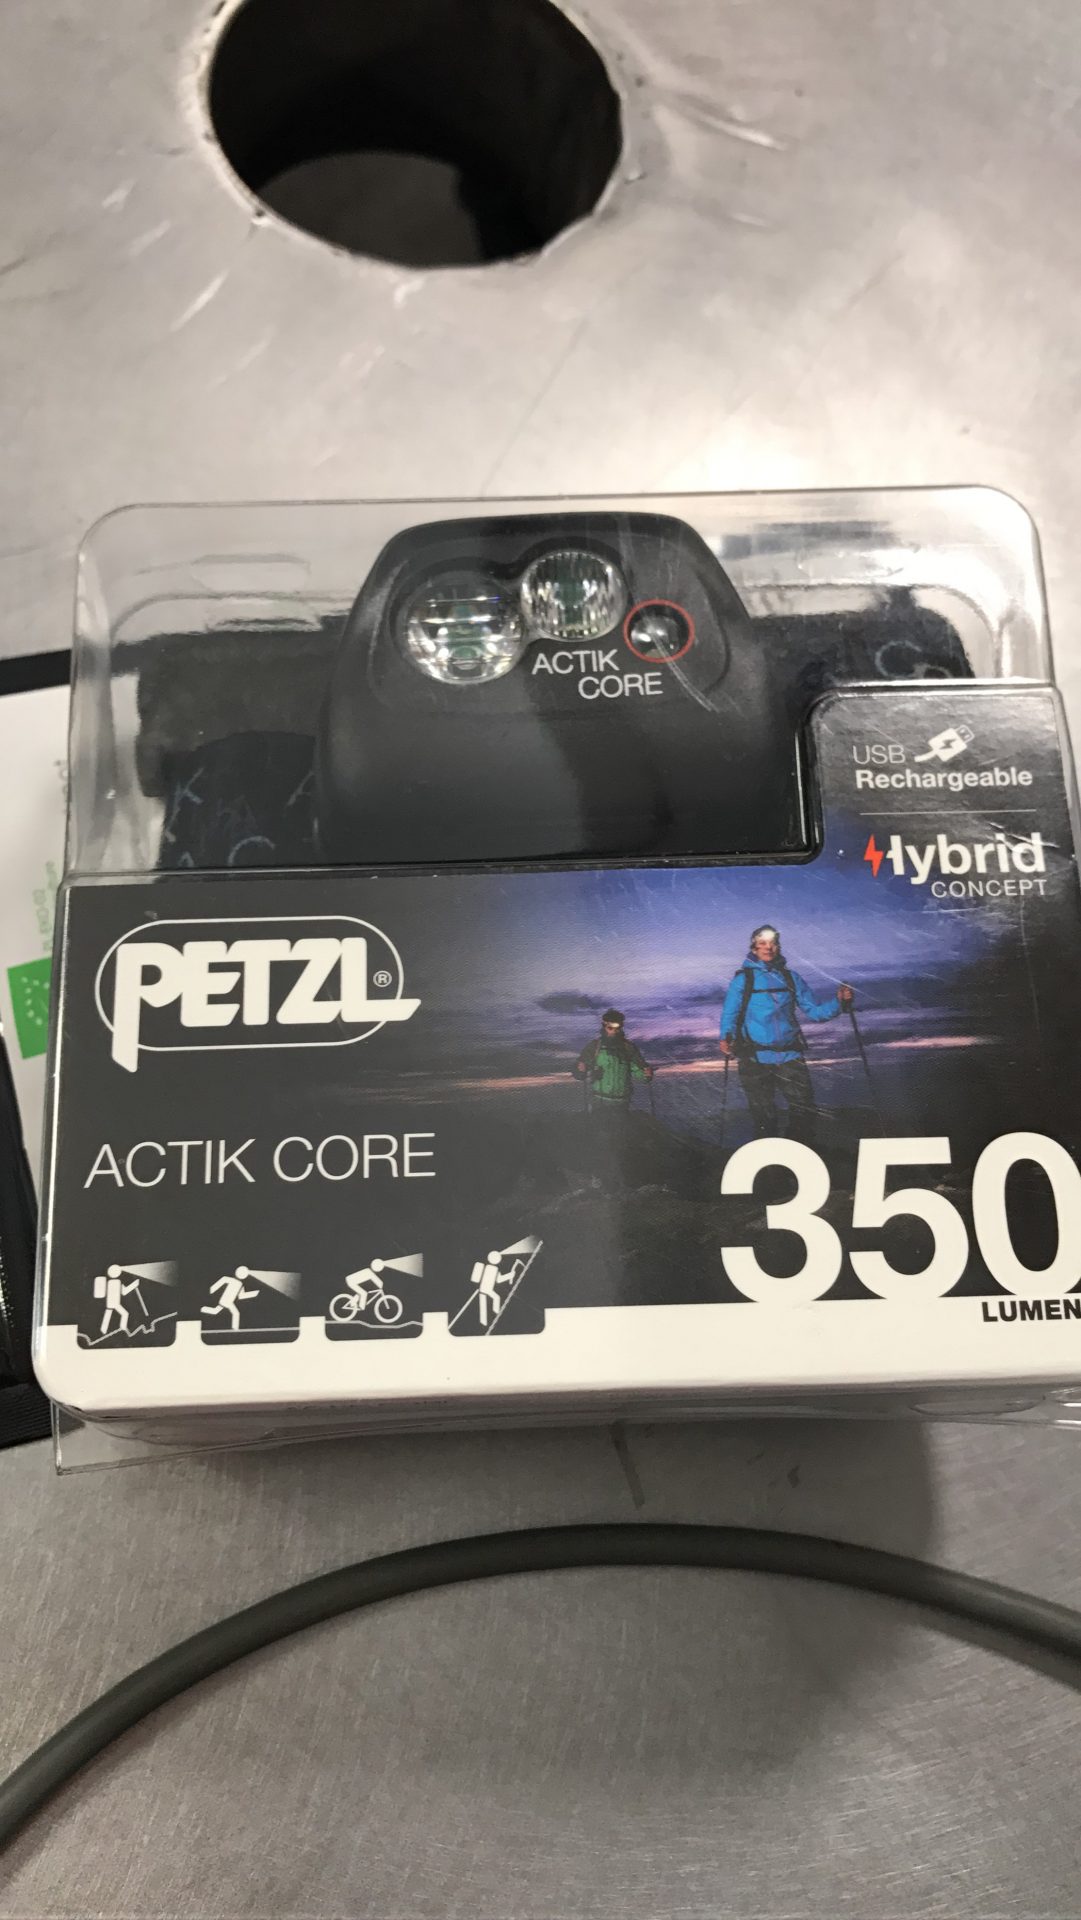 ACTIK
CORE
USB
Rechargeable
Hybrid
CONCEPT
PETZL®
ACTIK CORE
350
LUMEN